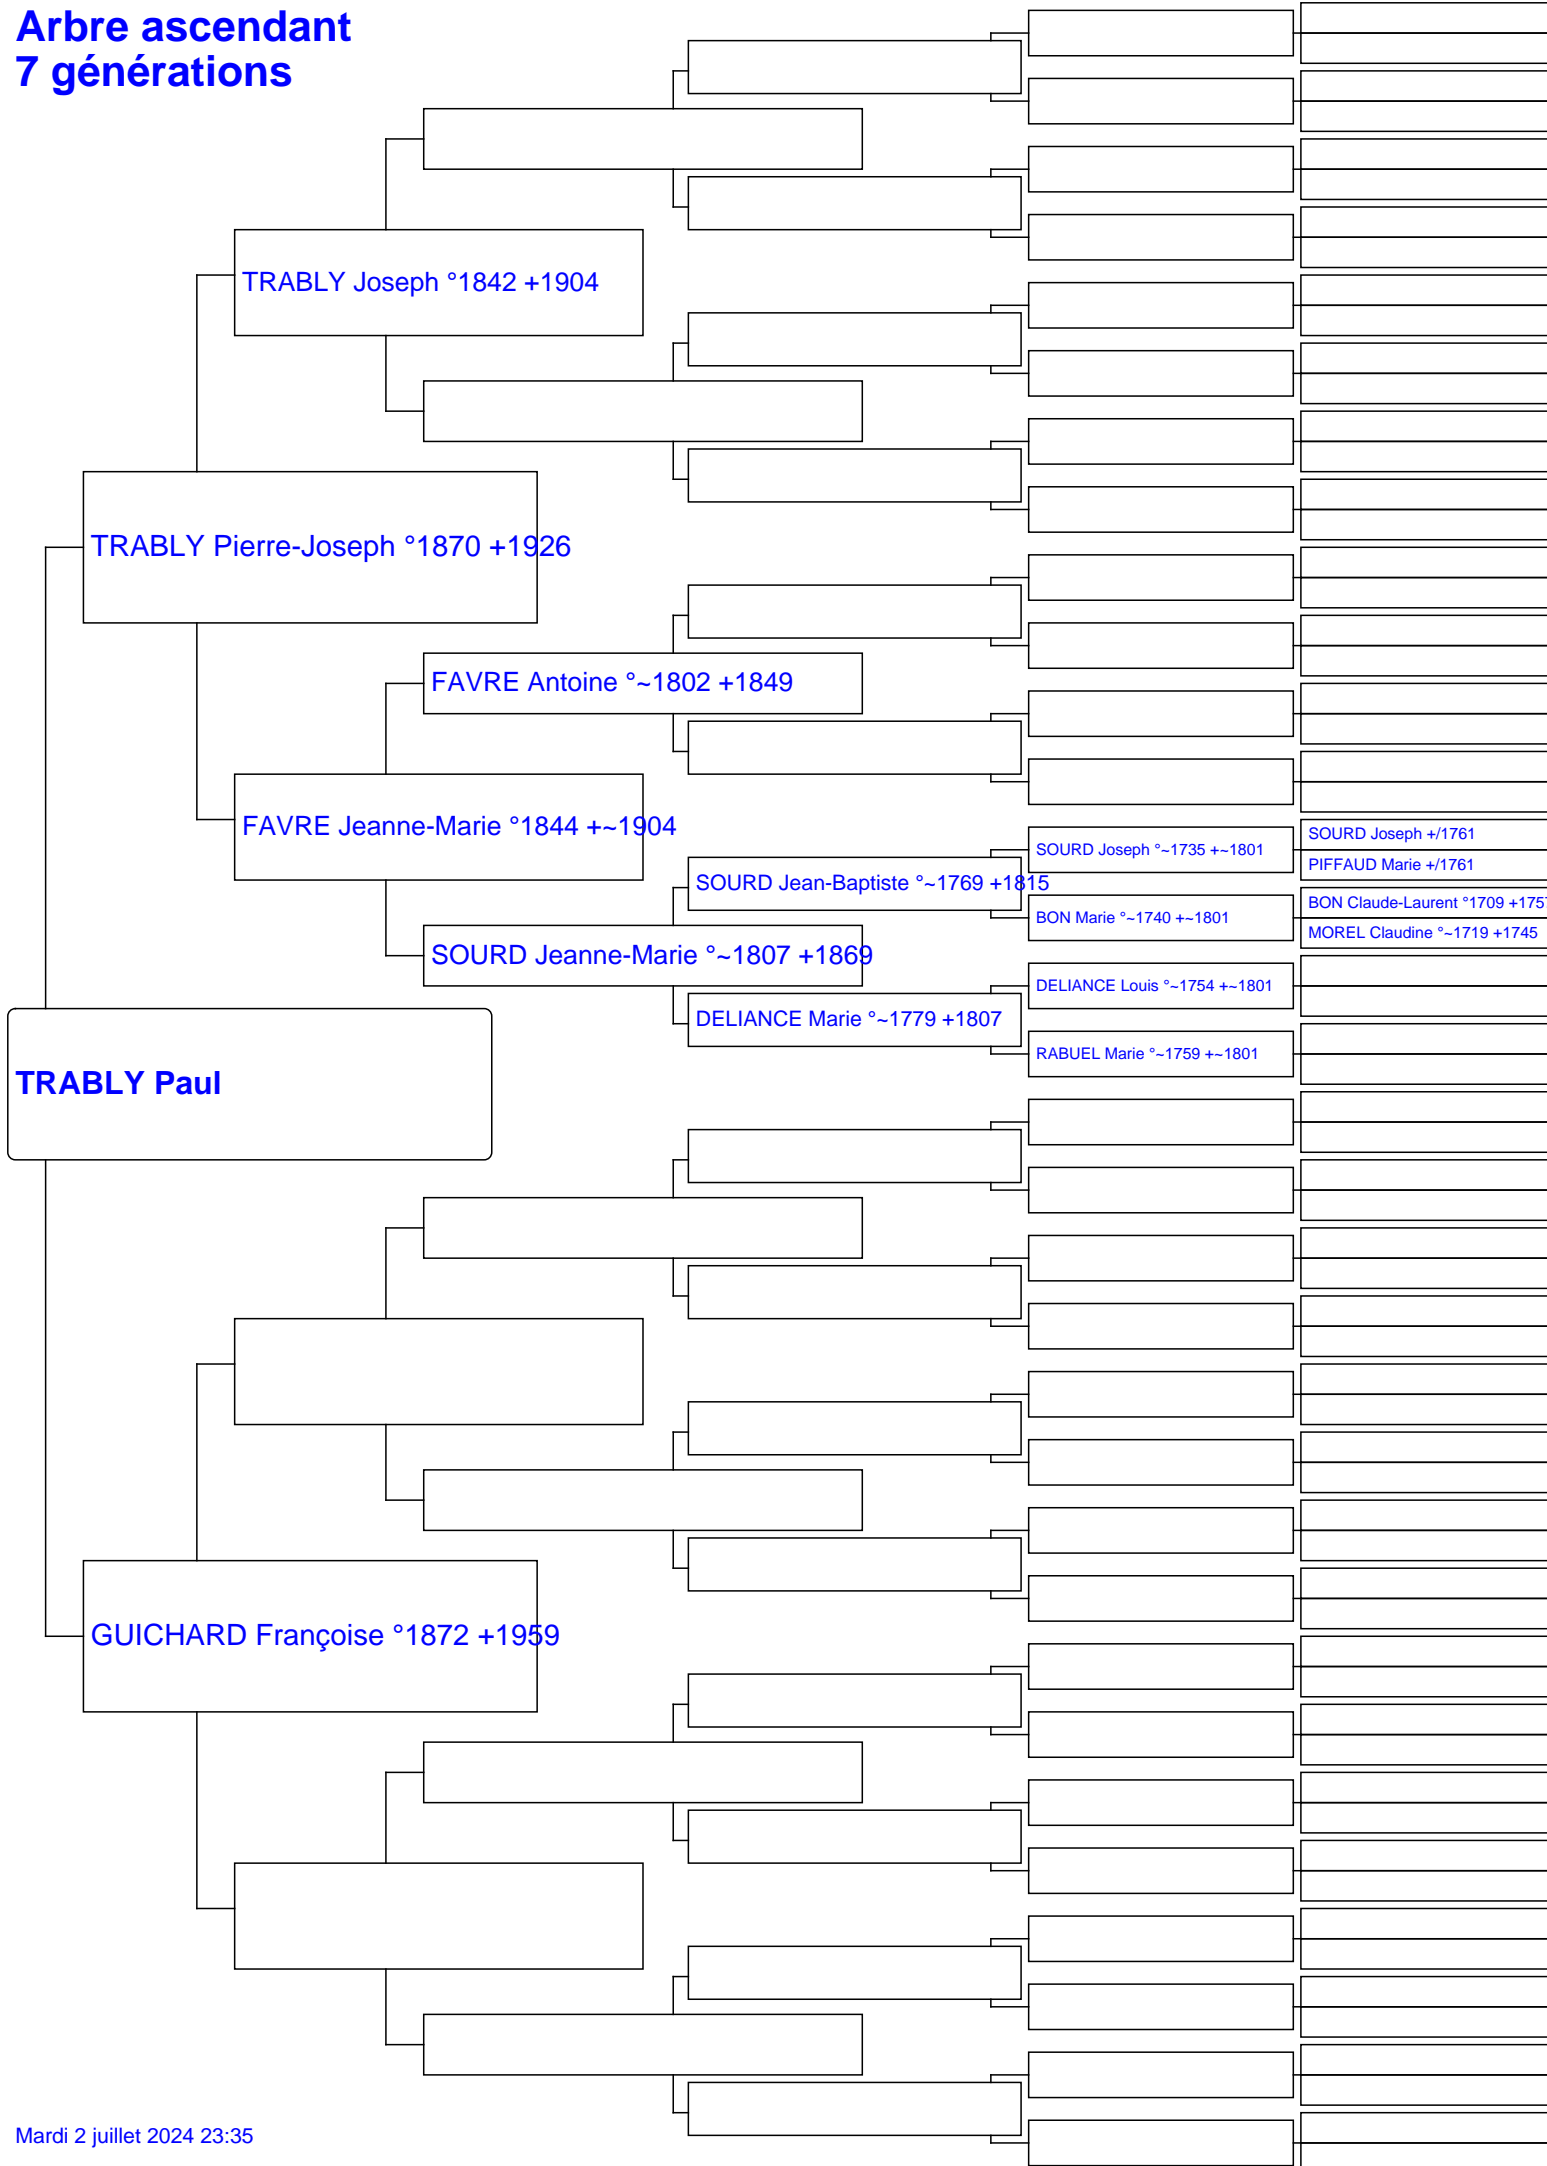 Arbre ascendant
7 générations
TRABLY Joseph °1842 +1904
TRABLY Pierre-Joseph °1870 +1926
FAVRE Antoine °~1802 +1849
FAVRE Jeanne-Marie °1844 +~1904
SOURD Joseph °~1735 +~1801
SOURD Joseph +/1761
PIFFAUD Marie +/1761
SOURD Jean-Baptiste °~1769 +1815
BON Marie °~1740 +~1801
BON Claude-Laurent °1709 +1757
MOREL Claudine °~1719 +1745
SOURD Jeanne-Marie °~1807 +1869
DELIANCE Louis °~1754 +~1801
DELIANCE Marie °~1779 +1807
RABUEL Marie °~1759 +~1801
TRABLY Paul
GUICHARD Françoise °1872 +1959
Mardi 2 juillet 2024 23:35